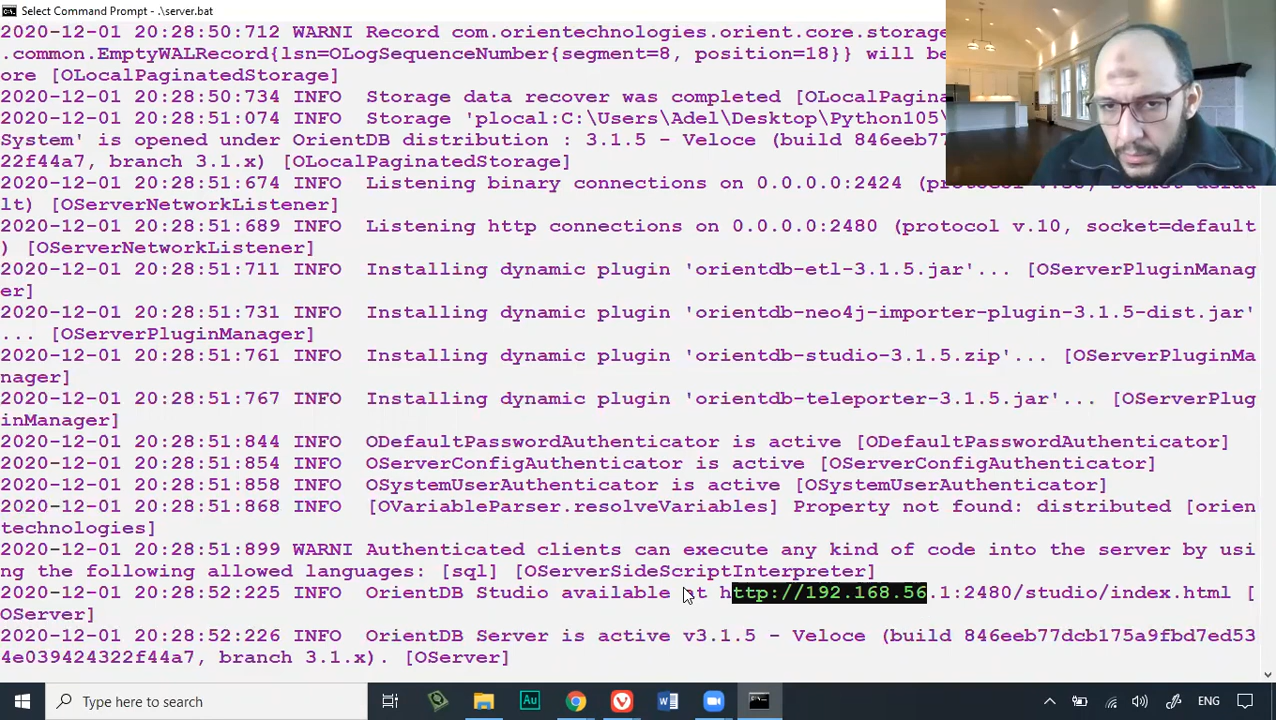 Select Command Prompt - .\server.bat
2020-12-01 20:28:50:712 WARNI Record com.orientechnologies.orient.core.storage
.common.EmptyWALRecord{lsn=OLogSequenceNumber{segment=8, position=18}} will be
ore [OLocalPaginatedStorage]
2020-12-01 20:28:50:734 INFO  Storage data recover was completed [OLocalPagina
2020-12-01 20:28:51:074 INFO  Storage 'plocal:C:\Users\Adel\Desktop\Python105\
System' is opened under OrientDB distribution : 3.1.5 - Veloce (build 846eeb77
22f44a7, branch 3.1.x) [OLocalPaginatedStorage]
2020-12-01 20:28:51:674 INFO  Listening binary connections on 0.0.0.0:2424 (protocol socket=defau
lt) [OServerNetworkListener]
2020-12-01 20:28:51:689 INFO  Listening http connections on 0.0.0.0:2480 (protocol v.10, socket=default
) [OServerNetworkListener]
2020-12-01 20:28:51:711 INFO  Installing dynamic plugin 'orientdb-etl-3.1.5.jar'... [OServerPluginManag
er]
2020-12-01 20:28:51:731 INFO  Installing dynamic plugin 'orientdb-neo4j-importer-plugin-3.1.5-dist.jar'
... [OServerPluginManager]
2020-12-01 20:28:51:761 INFO  Installing dynamic plugin 'orientdb-studio-3.1.5.zip'... [OServerPluginMa
nager]
2020-12-01 20:28:51:767 INFO  Installing dynamic plugin 'orientdb-teleporter-3.1.5.jar'... [OServerPlug
inManager]
2020-12-01 20:28:51:844 INFO  ODefaultPasswordAuthenticator is active [ODefaultPasswordAuthenticator]
2020-12-01 20:28:51:854 INFO  OServerConfigAuthenticator is active [OServerConfigAuthenticator]
2020-12-01 20:28:51:858 INFO  OSystemUserAuthenticator is active [OSystemUserAuthenticator]
2020-12-01 20:28:51:868 INFO  [OVariableParser.resolveVariables] Property not found: distributed [orien
technologies]
2020-12-01 20:28:51:899 WARNI Authenticated clients can execute any kind of code into the server by usi
ng the following allowed languages: [sql] [OServerSideScriptInterpreter]
2020-12-01 20:28:52:225 INFO  OrientDB Studio available at http://192.168.56.1:2480/studio/index.html [
OServer]
2020-12-01 20:28:52:226 INFO  OrientDB Server is active v3.1.5 - Veloce (build 846eeb77dcb175a9fbd7ed53
4e039424322f44a7, branch 3.1.x). [OServer]
Type here to search
Au
ENG